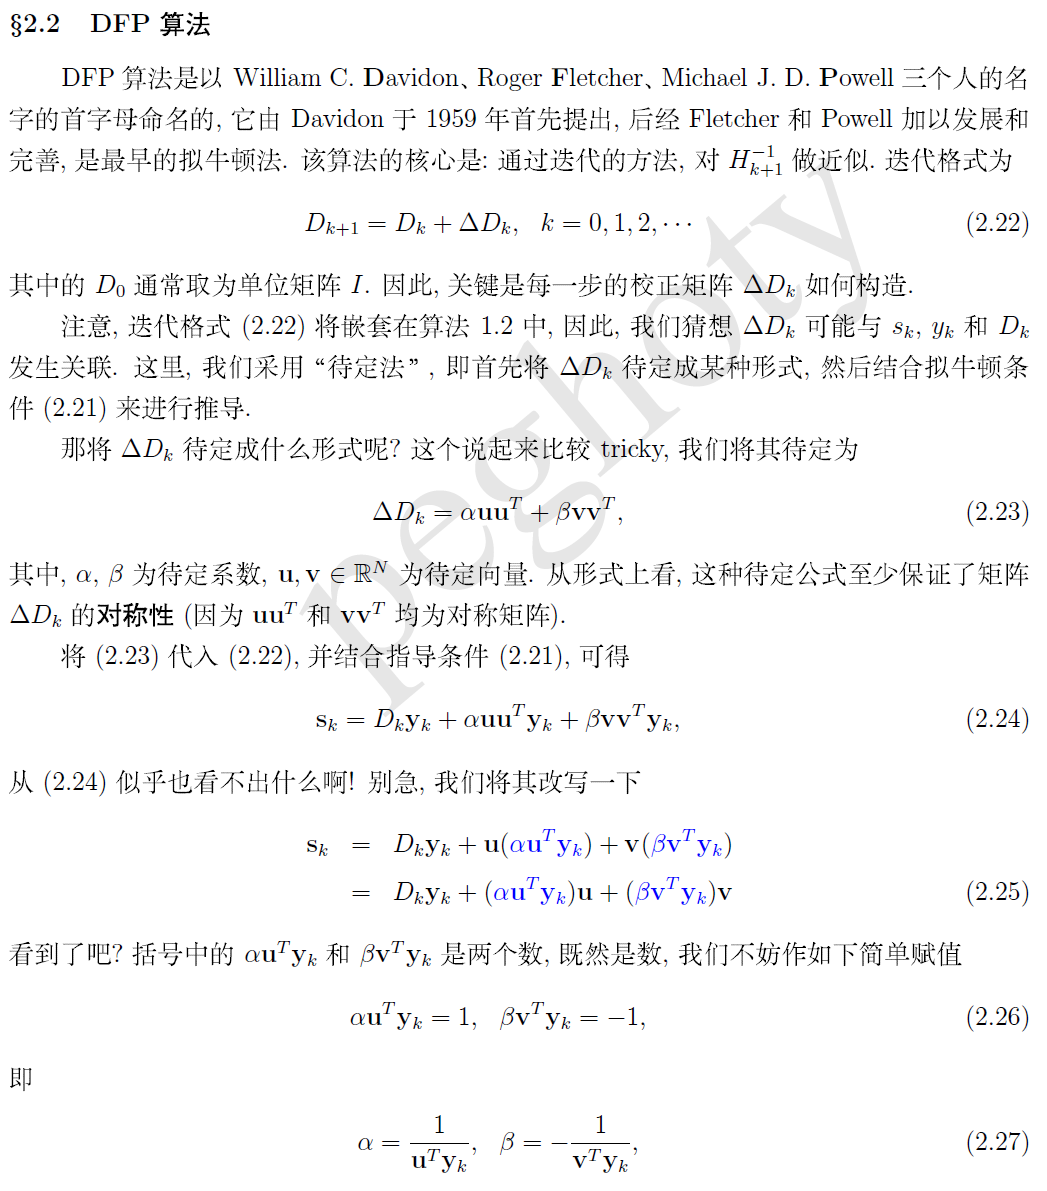 §2.2 DFP 算法
DFP 算法是以 William C. Davidon、Roger Fletcher、Michael J. D. Powell 三个人的名
字的首字母命名的, 它由 Davidon 于 1959 年首先提出, 后经 Fletcher 和 Powell 加以发展和
完善, 是最早的拟牛顿法. 该算法的核心是: 通过迭代的方法, 对 $H_{k+1}^{-1}$ 做近似. 迭代格式为
$D_{k+1} = D_k + \Delta D_k, \quad k = 0, 1, 2, \cdots$ (2.22)
其中的 $D_0$ 通常取为单位矩阵 $I$. 因此, 关键是每一步的校正矩阵 $\Delta D_k$ 如何构造.
注意, 迭代格式 (2.22) 将嵌套在算法 1.2 中, 因此, 我们猜想 $\Delta D_k$ 可能与 $s_k$, $y_k$ 和 $D_k$
发生关联. 这里, 我们采用 “待定法”, 即首先将 $\Delta D_k$ 待定成某种形式, 然后结合拟牛顿条
件 (2.21) 来进行推导.
那将 $\Delta D_k$ 待定成什么形式呢? 这个说起来比较 tricky, 我们将其待定为
$\Delta D_k = \alpha \mathbf{u}\mathbf{u}^T + \beta \mathbf{v}\mathbf{v}^T,$ (2.23)
其中, $\alpha$, $\beta$ 为待定系数, $\mathbf{u}, \mathbf{v} \in \mathbb{R}^N$ 为待定向量. 从形式上看, 这种待定公式至少保证了矩阵
$\Delta D_k$ 的对称性 (因为 $\mathbf{u}\mathbf{u}^T$ 和 $\mathbf{v}\mathbf{v}^T$ 均为对称矩阵).
将 (2.23) 代入 (2.22), 并结合指导条件 (2.21), 可得
$\mathbf{s}_k = D_k\mathbf{y}_k + \alpha \mathbf{u}\mathbf{u}^T\mathbf{y}_k + \beta \mathbf{v}\mathbf{v}^T\mathbf{y}_k,$ (2.24)
从 (2.24) 似乎也看不出什么啊! 别急, 我们将其改写一下
$\mathbf{s}_k = D_k\mathbf{y}_k + \mathbf{u}(\alpha \mathbf{u}^T\mathbf{y}_k) + \mathbf{v}(\beta \mathbf{v}^T\mathbf{y}_k)$
$= D_k\mathbf{y}_k + (\alpha \mathbf{u}^T\mathbf{y}_k)\mathbf{u} + (\beta \mathbf{v}^T\mathbf{y}_k)\mathbf{v}$ (2.25)
看到了吧? 括号中的 $\alpha \mathbf{u}^T\mathbf{y}_k$ 和 $\beta \mathbf{v}^T\mathbf{y}_k$ 是两个数, 既然是数, 我们不妨作如下简单赋值
$\alpha \mathbf{u}^T\mathbf{y}_k = 1, \quad \beta \mathbf{v}^T\mathbf{y}_k = -1,$ (2.26)
即
$\alpha = \frac{1}{\mathbf{u}^T\mathbf{y}_k}, \quad \beta = -\frac{1}{\mathbf{v}^T\mathbf{y}_k},$ (2.27)
peghoty